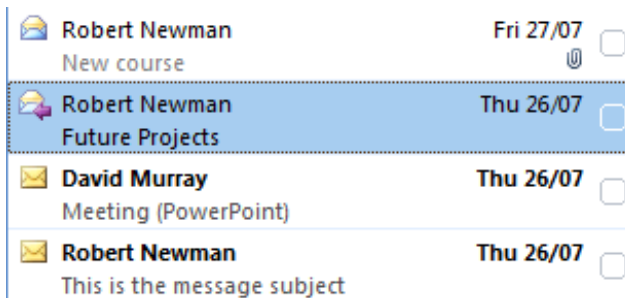 Robert Newman Fri 27/07
New course
Robert Newman Thu 26/07
Future Projects
David Murray Thu 26/07
Meeting (PowerPoint)
Robert Newman Thu 26/07
This is the message subject